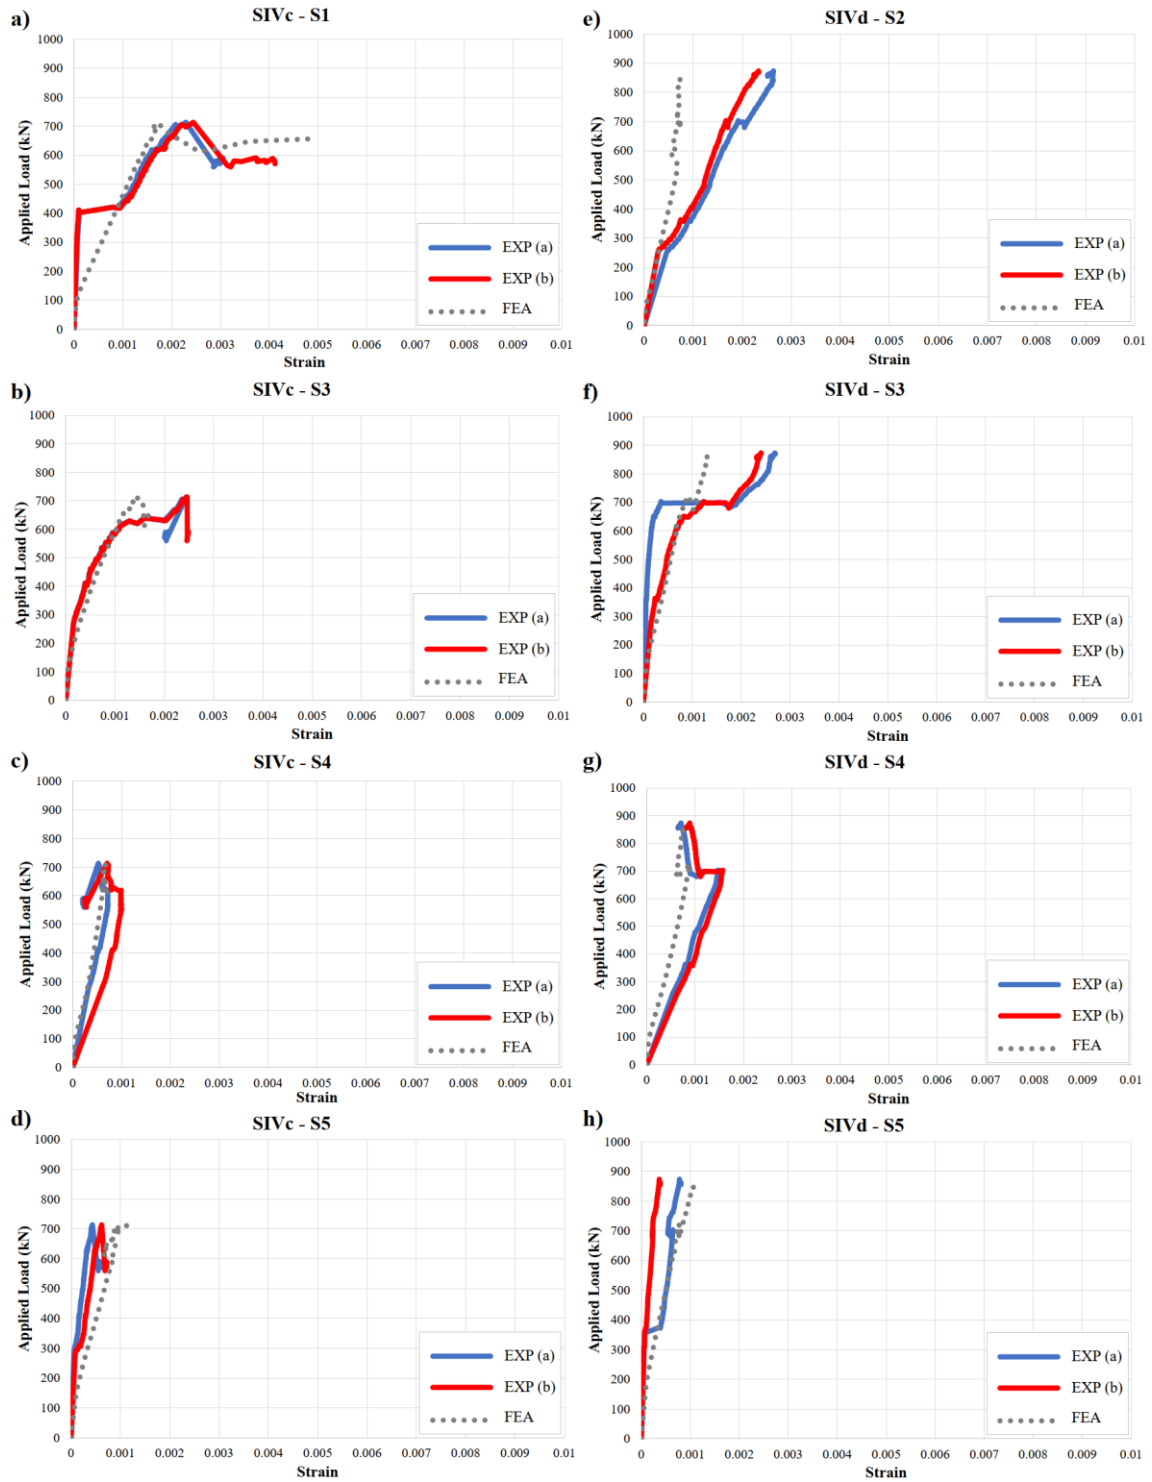 a)
SIVc - S1
1000
900
800
700
600
500
400
300
200
100
0
Applied Load (kN)
EXP (a)
EXP (b)
FEA
0 0.001 0.002 0.003 0.004 0.005 0.006 0.007 0.008 0.009 0.01
Strain
e)
SIVd - S2
1000
900
800
700
600
500
400
300
200
100
0
Applied Load (kN)
EXP (a)
EXP (b)
FEA
0 0.001 0.002 0.003 0.004 0.005 0.006 0.007 0.008 0.009 0.01
Strain
b)
SIVc - S3
1000
900
800
700
600
500
400
300
200
100
0
Applied Load (kN)
EXP (a)
EXP (b)
FEA
0 0.001 0.002 0.003 0.004 0.005 0.006 0.007 0.008 0.009 0.01
Strain
f)
SIVd - S3
1000
900
800
700
600
500
400
300
200
100
0
Applied Load (kN)
EXP (a)
EXP (b)
FEA
0 0.001 0.002 0.003 0.004 0.005 0.006 0.007 0.008 0.009 0.01
Strain
c)
SIVc - S4
1000
900
800
700
600
500
400
300
200
100
0
Applied Load (kN)
EXP (a)
EXP (b)
FEA
0 0.001 0.002 0.003 0.004 0.005 0.006 0.007 0.008 0.009 0.01
Strain
g)
SIVd - S4
1000
900
800
700
600
500
400
300
200
100
0
Applied Load (kN)
EXP (a)
EXP (b)
FEA
0 0.001 0.002 0.003 0.004 0.005 0.006 0.007 0.008 0.009 0.01
Strain
d)
SIVc - S5
1000
900
800
700
600
500
400
300
200
100
0
Applied Load (kN)
EXP (a)
EXP (b)
FEA
0 0.001 0.002 0.003 0.004 0.005 0.006 0.007 0.008 0.009 0.01
Strain
h)
SIVd - S5
1000
900
800
700
600
500
400
300
200
100
0
Applied Load (kN)
EXP (a)
EXP (b)
FEA
0 0.001 0.002 0.003 0.004 0.005 0.006 0.007 0.008 0.009 0.01
Strain